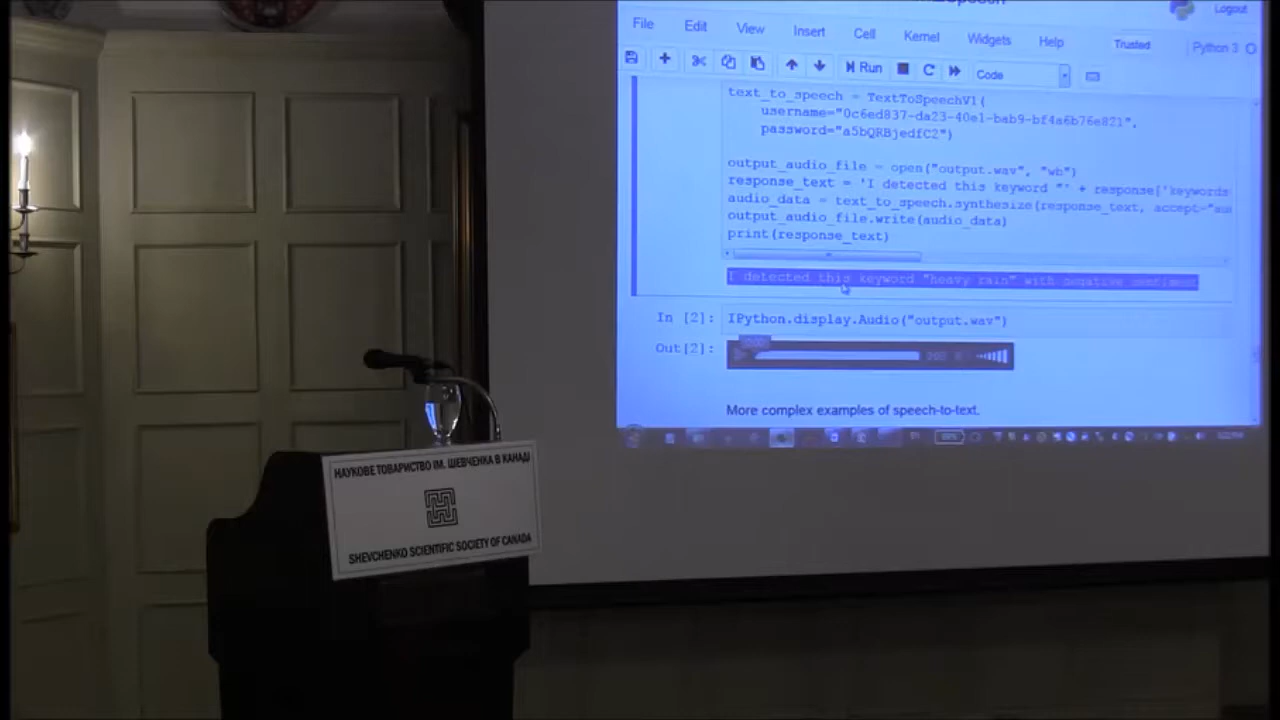 Logout
File Edit View Insert Cell Kernel Widgets Help Trusted Python 3
Run Code
text_to_speech = TextToSpeechV1(
username="0c6ed837-da23-40e1-bab9-bf4a6b76e821",
password="a5bQRBjedfC2")
output_audio_file = open("output.wav", "wb")
response_text = 'I detected this keyword "' + response['keywords
audio_data = text_to_speech.synthesize(response_text, accept="au
output_audio_file.write(audio_data)
print(response_text)
I detected this keyword "heavy rain" with negative sentiment
In [2]: IPython.display.Audio("output.wav")
Out[2]:
More complex examples of speech-to-text.
НАУКОВЕ ТОВАРИСТВО ІМ. ШЕВЧЕНКА В КАНАДІ
SHEVCHENKO SCIENTIFIC SOCIETY OF CANADA